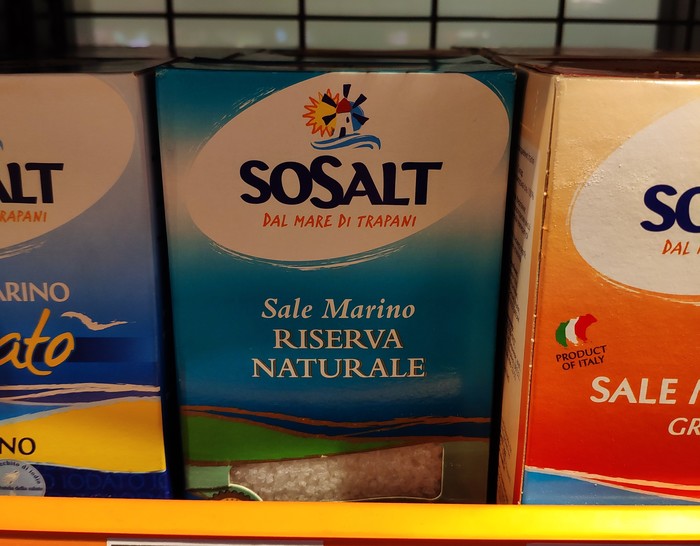 ALT
RAPANI
ARINO
ato
NO
SOSALT
DAL MARE DI TRAPANI
Sale Marino
RISERVA
NATURALE
SO
DAL
PRODUCT
OF ITALY
SALE
GR